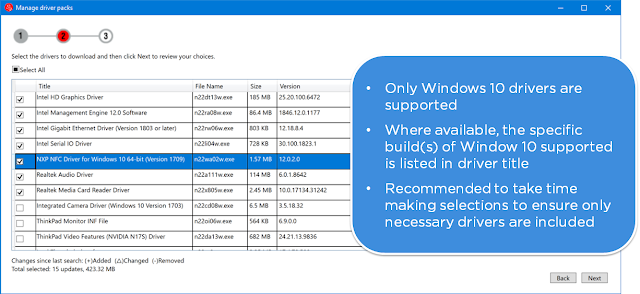 Manage driver packs
1 2 3
Select the drivers to download and then click Next to review your choices.
Select All
Title File Name Size Version
Intel HD Graphics Driver n22dt13w.exe 185 MB 25.20.100.6472
Intel Management Engine 12.0 Software n22ra08w.exe 86.4 MB 1846.12.0.1177
Intel Gigabit Ethernet Driver (Version 1803 or later) n22rw06w.exe 803 KB 12.18.8.4
Intel Serial IO Driver n22l504w.exe 728 KB 30.100.1823.1
NXP NFC Driver for Windows 10 64-bit (Version 1709) n22wa02w.exe 1.57 MB 12.0.2.0
Realtek Audio Driver n22a111w.exe 114 MB 6.0.1.8642
Realtek Media Card Reader Driver n22x805w.exe 2.45 MB 10.0.17134.31242
Integrated Camera Driver (Windows 10 Version 1703) n22cd08w.exe 6.5 MB 3.5.18.32
ThinkPad Monitor INF File n22oi06w.exe 564 KB 6.9.0.0
ThinkPad Video Features (NVIDIA N17S) Driver n22da13w.exe 682 MB 24.21.13.9836
Changes since last search: (+)Added (Δ)Changed (-)Removed
Total selected: 15 updates, 423.32 MB
Back Next
• Only Windows 10 drivers are
supported
• Where available, the specific
build(s) of Window 10 supported
is listed in driver title
• Recommended to take time
making selections to ensure only
necessary drivers are included